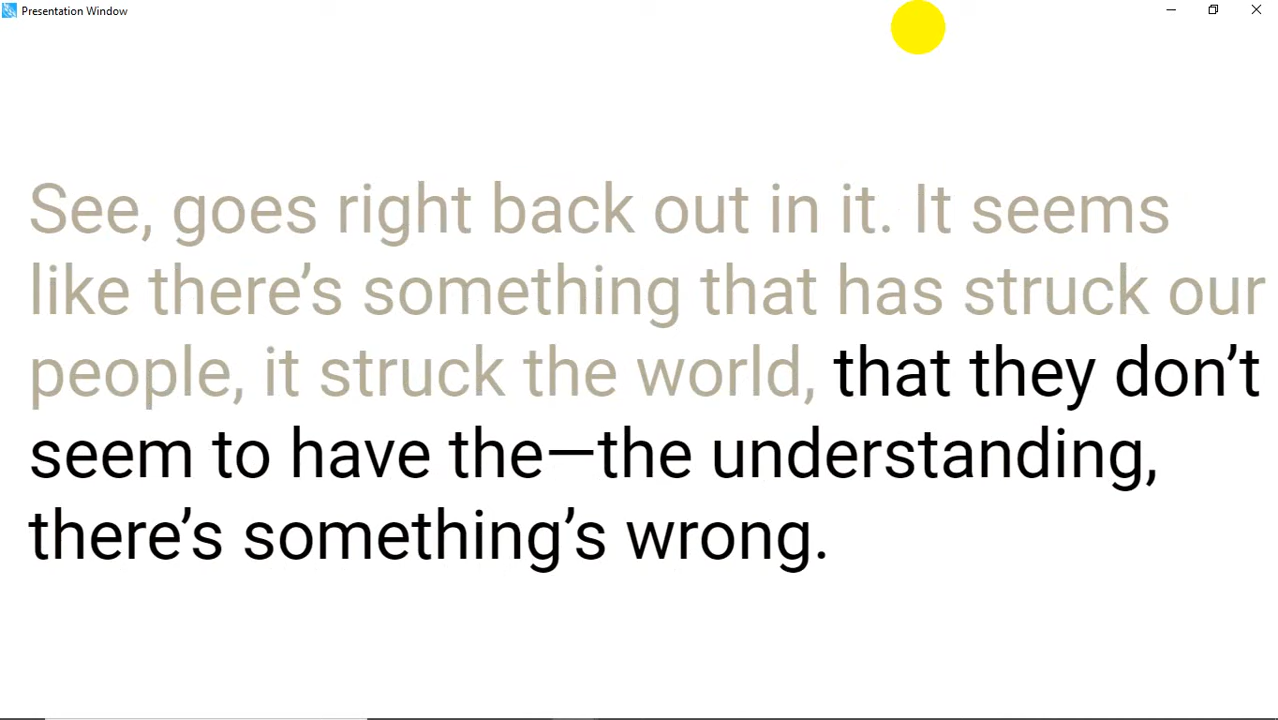 Presentation Window
See, goes right back out in it. It seems
like there’s something that has struck our
people, it struck the world, that they don’t
seem to have the—the understanding,
there’s something’s wrong.